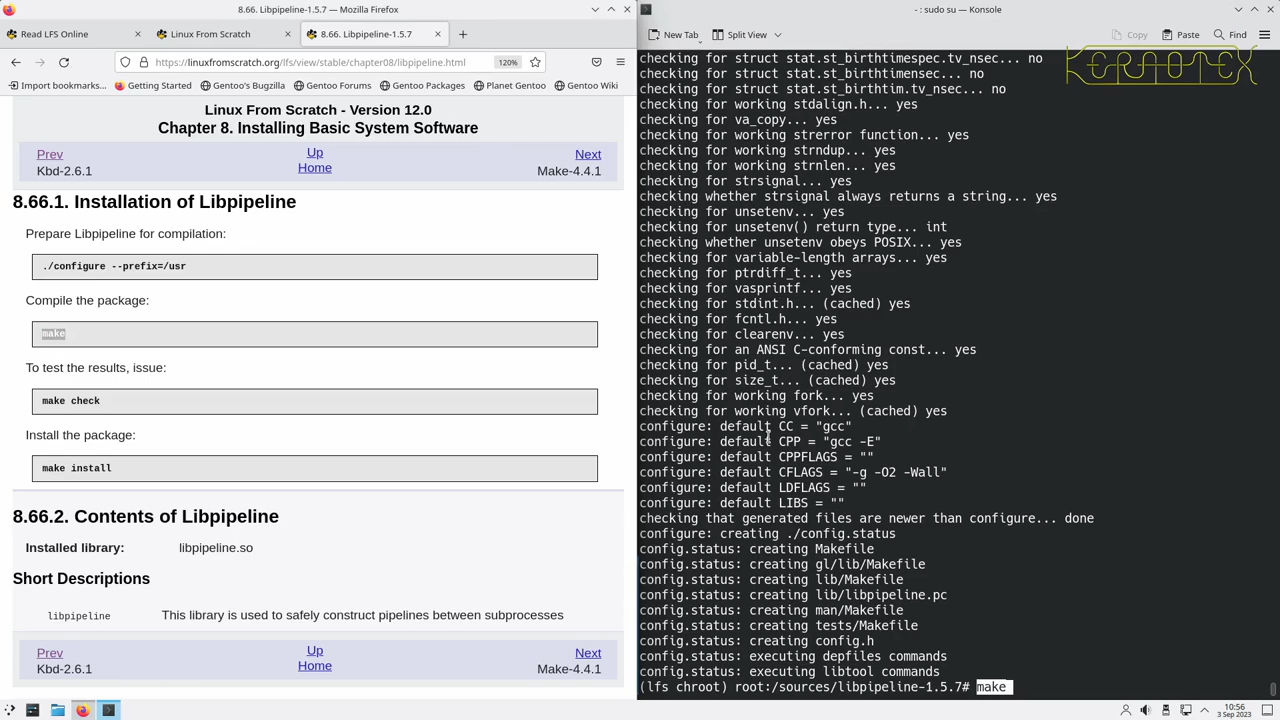 8.66. Libpipeline-1.5.7 — Mozilla Firefox
Read LFS Online
Linux From Scratch
8.66. Libpipeline-1.5.7
https://linuxfromscratch.org/lfs/view/stable/chapter08/libpipeline.html
120%
Import bookmarks...
Getting Started
Gentoo's Bugzilla
Gentoo Forums
Gentoo Packages
Planet Gentoo
Gentoo Wiki
Linux From Scratch - Version 12.0
Chapter 8. Installing Basic System Software
Prev
Up
Next
Kbd-2.6.1
Home
Make-4.4.1
8.66.1. Installation of Libpipeline
Prepare Libpipeline for compilation:
./configure --prefix=/usr
Compile the package:
make
To test the results, issue:
make check
Install the package:
make install
8.66.2. Contents of Libpipeline
Installed library: libpipeline.so
Short Descriptions
libpipeline This library is used to safely construct pipelines between subprocesses
Prev
Up
Next
Kbd-2.6.1
Home
Make-4.4.1
- : sudo su — Konsole
New Tab
Split View
Copy
Paste
Find
KERNOTEX
checking for struct stat.st_birthtimespec.tv_nsec... no
checking for struct stat.st_birthtimensec... no
checking for struct stat.st_birthtim.tv_nsec... no
checking for working stdalign.h... yes
checking for va_copy... yes
checking for working strerror function... yes
checking for working strndup... yes
checking for working strnlen... yes
checking for strsignal... yes
checking whether strsignal always returns a string... yes
checking for unsetenv... yes
checking for unsetenv() return type... int
checking whether unsetenv obeys POSIX... yes
checking for variable-length arrays... yes
checking for ptrdiff_t... yes
checking for vasprintf... yes
checking for stdint.h... (cached) yes
checking for fcntl.h... yes
checking for clearenv... yes
checking for an ANSI C-conforming const... yes
checking for pid_t... (cached) yes
checking for size_t... (cached) yes
checking for working fork... yes
checking for working vfork... (cached) yes
configure: default CC = "gcc"
configure: default CPP = "gcc -E"
configure: default CPPFLAGS = ""
configure: default CFLAGS = "-g -O2 -Wall"
configure: default LDFLAGS = ""
configure: default LIBS = ""
checking that generated files are newer than configure... done
configure: creating ./config.status
config.status: creating Makefile
config.status: creating gl/lib/Makefile
config.status: creating lib/Makefile
config.status: creating lib/libpipeline.pc
config.status: creating man/Makefile
config.status: creating tests/Makefile
config.status: creating config.h
config.status: executing depfiles commands
config.status: executing libtool commands
(lfs chroot) root:/sources/libpipeline-1.5.7# make
10:56
3 Sep 2023